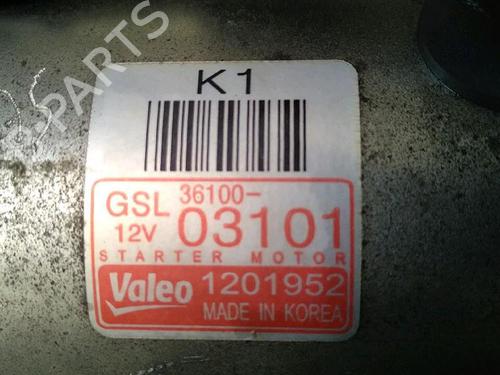 K1
GSL 36100-
12V 03101
STARTER MOTOR
Valeo 1201952
MADE IN KOREA
PARTS